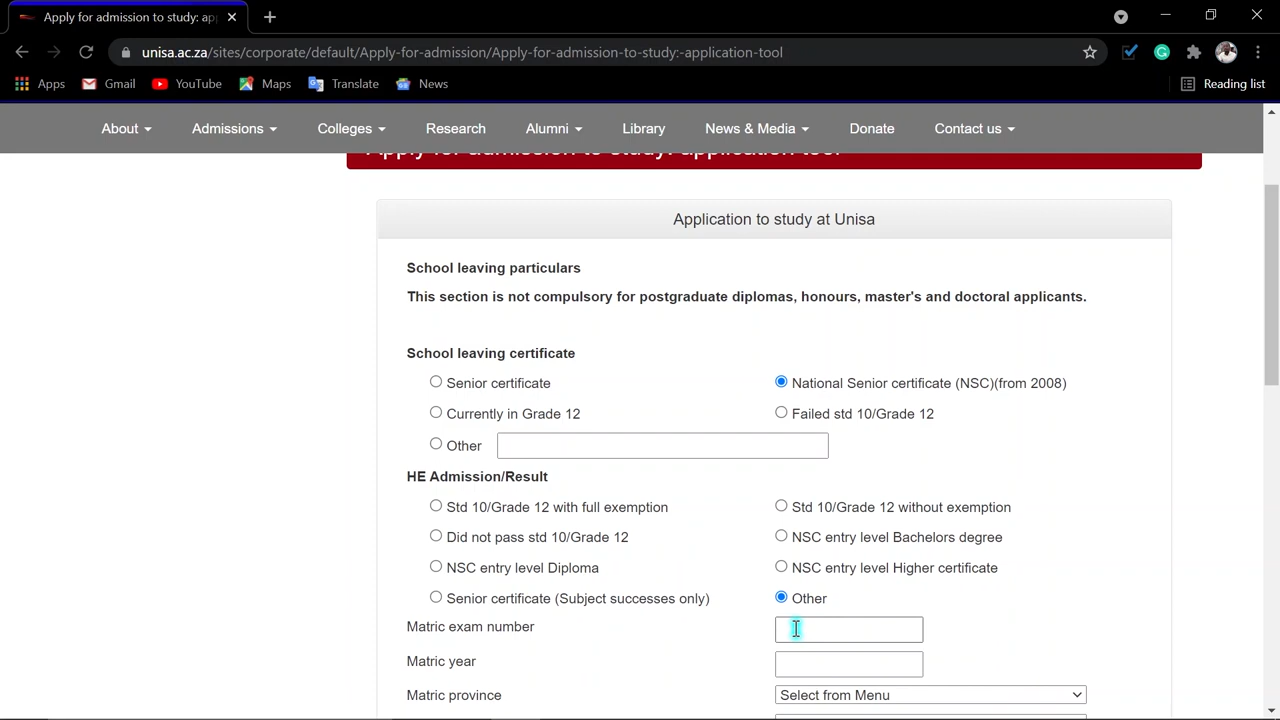 Apply for admission to study: ap
unisa.ac.za/sites/corporate/default/Apply-for-admission/Apply-for-admission-to-study:-application-tool
Apps Gmail YouTube Maps Translate News Reading list
About Admissions Colleges Research Alumni Library News & Media Donate Contact us
Apply for admission to study: application tool
Application to study at Unisa
School leaving particulars
This section is not compulsory for postgraduate diplomas, honours, master's and doctoral applicants.
School leaving certificate
Senior certificate National Senior certificate (NSC)(from 2008)
Currently in Grade 12 Failed std 10/Grade 12
Other
HE Admission/Result
Std 10/Grade 12 with full exemption Std 10/Grade 12 without exemption
Did not pass std 10/Grade 12 NSC entry level Bachelors degree
NSC entry level Diploma NSC entry level Higher certificate
Senior certificate (Subject successes only) Other
Matric exam number
Matric year
Matric province Select from Menu